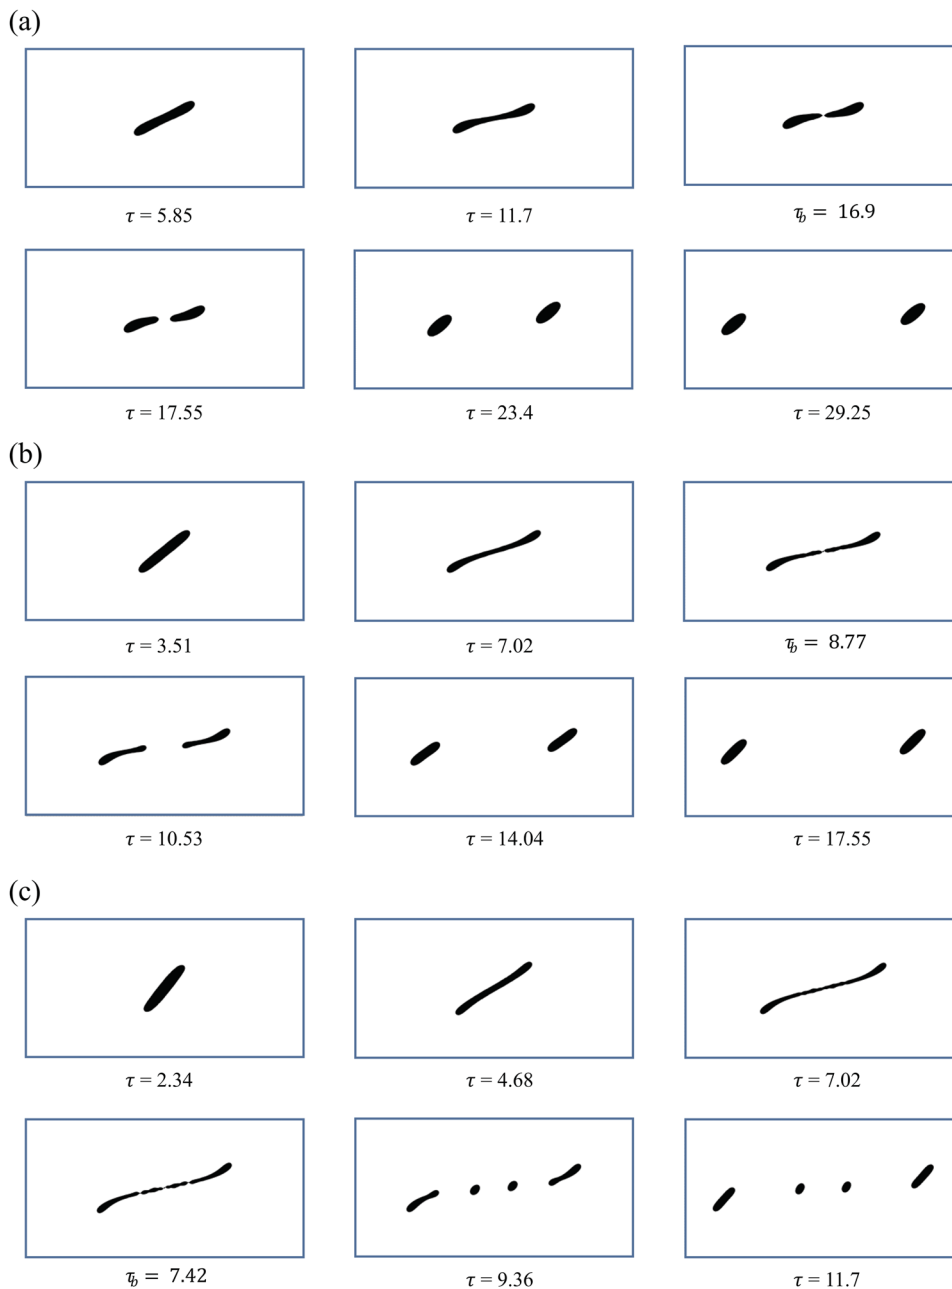 (a)
τ = 5.85 τ = 11.7 τb = 16.9
τ = 17.55 τ = 23.4 τ = 29.25
(b)
τ = 3.51 τ = 7.02 τb = 8.77
τ = 10.53 τ = 14.04 τ = 17.55
(c)
τ = 2.34 τ = 4.68 τ = 7.02
τb = 7.42 τ = 9.36 τ = 11.7